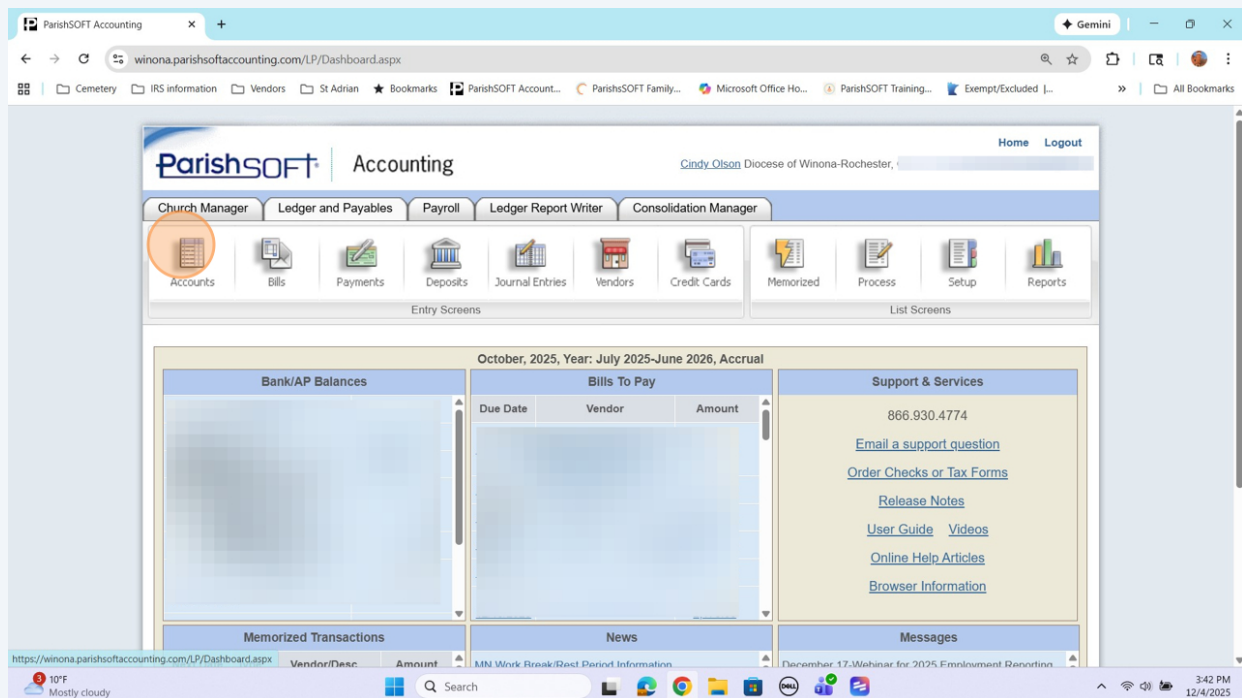 ParishSOFT Accounting
Gemini
winona.parishsoftaccounting.com/LP/Dashboard.aspx
Cemetery IRS information Vendors St Adrian Bookmarks ParishSOFT Account... ParishsSOFT Family... Microsoft Office Ho... ParishSOFT Training... Exempt/Excluded |... » All Bookmarks
Home Logout
ParishSOFT Accounting
Cindy Olson Diocese of Winona-Rochester,
Church Manager Ledger and Payables Payroll Ledger Report Writer Consolidation Manager
Accounts Bills Payments Deposits Journal Entries Vendors Credit Cards Memorized Process Setup Reports
Entry Screens List Screens
October, 2025, Year: July 2025-June 2026, Accrual
Bank/AP Balances Bills To Pay Support & Services
Due Date Vendor Amount
866.930.4774
Email a support question
Order Checks or Tax Forms
Release Notes
User Guide Videos
Online Help Articles
Browser Information
Memorized Transactions News Messages
https://winona.parishsoftaccounting.com/LP/Dashboard.aspx
Vendor/Desc Amount
MN Work Break/Rest Period Information
December 17-Webinar for 2025 Employment Reporting
3
10°F
Mostly cloudy
Search
DELL
3:42 PM
12/4/2025